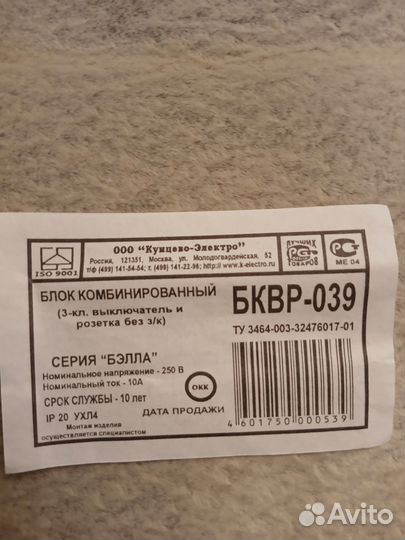 ISO 9001
ООО "Кунцево-Электро"
Россия, 121351, Москва, ул. Молодогвардейская, 52
т/ф (499) 141-54-54; т. (499) 141-22-96; http://www.k-electro.ru
ЛУЧШИХ
ТОВАРОВ
МЕ 04
БЛОК КОМБИНИРОВАННЫЙ
(3-кл. выключатель и
розетка без з/к)
БКВР-039
ТУ 3464-003-32476017-01
СЕРИЯ "БЭЛЛА"
Номинальное напряжение - 250 В
Номинальный ток - 10А
СРОК СЛУЖБЫ - 10 лет
IP 20 УХЛ4
Монтаж изделия
осуществляется специалистом
ОКК
ДАТА ПРОДАЖИ
4 601750 000539
Avito